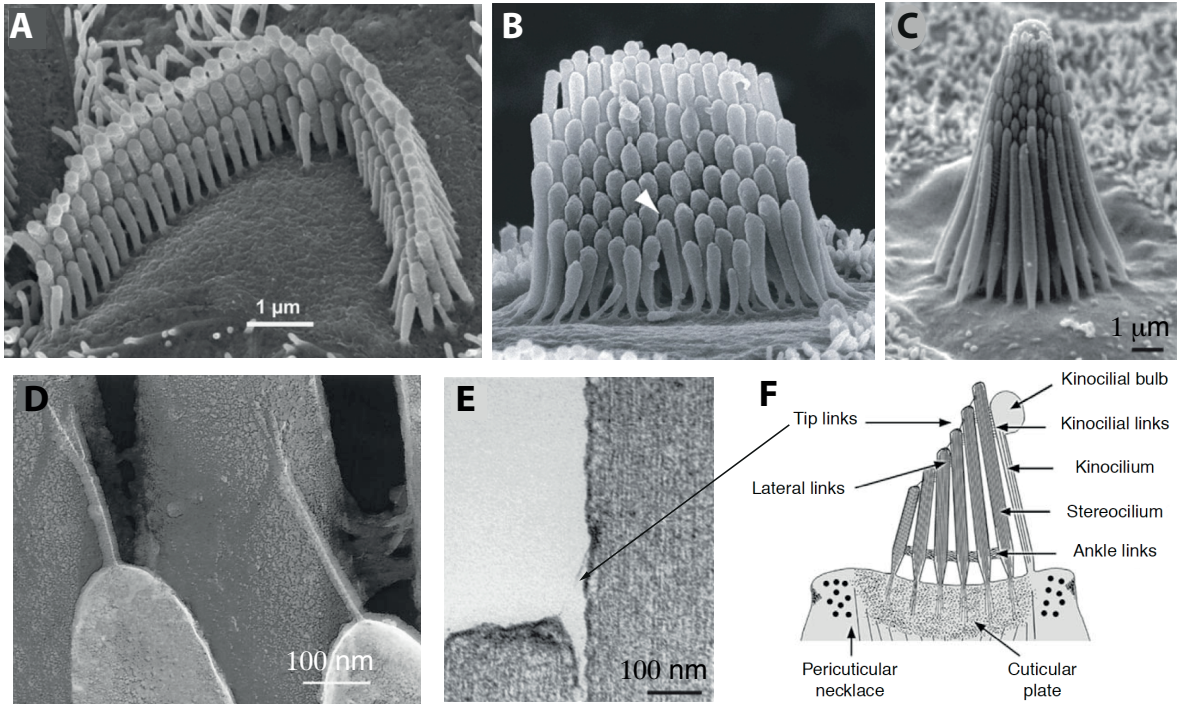 A
B
C
1 µm
1 µm
D
E
F
100 nm
100 nm
Tip links
Lateral links
Kinocilial bulb
Kinocilial links
Kinocilium
Stereocilium
Ankle links
Pericuticular
necklace
Cuticular
plate